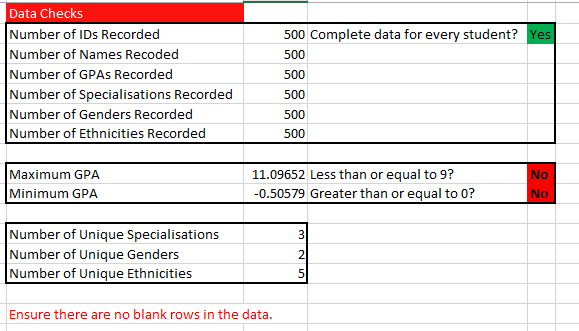 Data Checks
Number of IDs Recorded 500 Complete data for every student? Yes
Number of Names Recoded 500
Number of GPAs Recorded 500
Number of Specialisations Recorded 500
Number of Genders Recorded 500
Number of Ethnicities Recorded 500
Maximum GPA 11.09652 Less than or equal to 9? No
Minimum GPA -0.50579 Greater than or equal to 0? No
Number of Unique Specialisations 3
Number of Unique Genders 2
Number of Unique Ethnicities 5
Ensure there are no blank rows in the data.